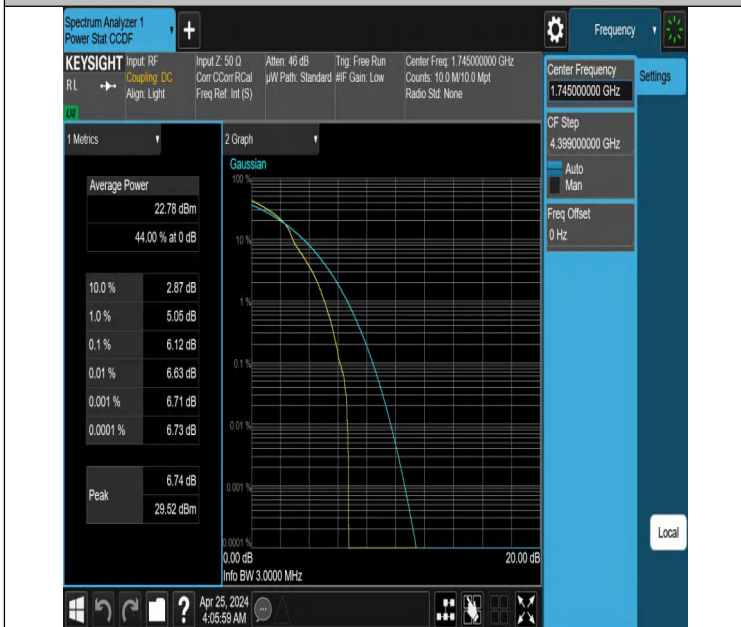 Spectrum Analyzer 1
Power Stat CCDF
+
Frequency
KEYSIGHT
RL
LXI
Input: RF
Coupling: DC
Align: Light
Input Z: 50 Ω
Corr CCorr RCal
Freq Ref: Int (S)
Atten: 46 dB
µW Path: Standard
Trig: Free Run
#IF Gain: Low
Center Freq: 1.745000000 GHz
Counts: 10.0 M/10.0 Mpt
Radio Std: None
Center Frequency
1.745000000 GHz
Settings
CF Step
4.399000000 GHz
Auto
Man
Freq Offset
0 Hz
1 Metrics
Average Power
22.78 dBm
44.00 % at 0 dB
10.0 % 2.87 dB
1.0 % 5.05 dB
0.1 % 6.12 dB
0.01 % 6.63 dB
0.001 % 6.71 dB
0.0001 % 6.73 dB
Peak
6.74 dB
29.52 dBm
2 Graph
Gaussian
100 %
10 %
1 %
0.1 %
0.01 %
0.001 %
0.0001 %
0.00 dB 20.00 dB
Info BW 3.0000 MHz
Local
?
Apr 25, 2024
4:05:59 AM